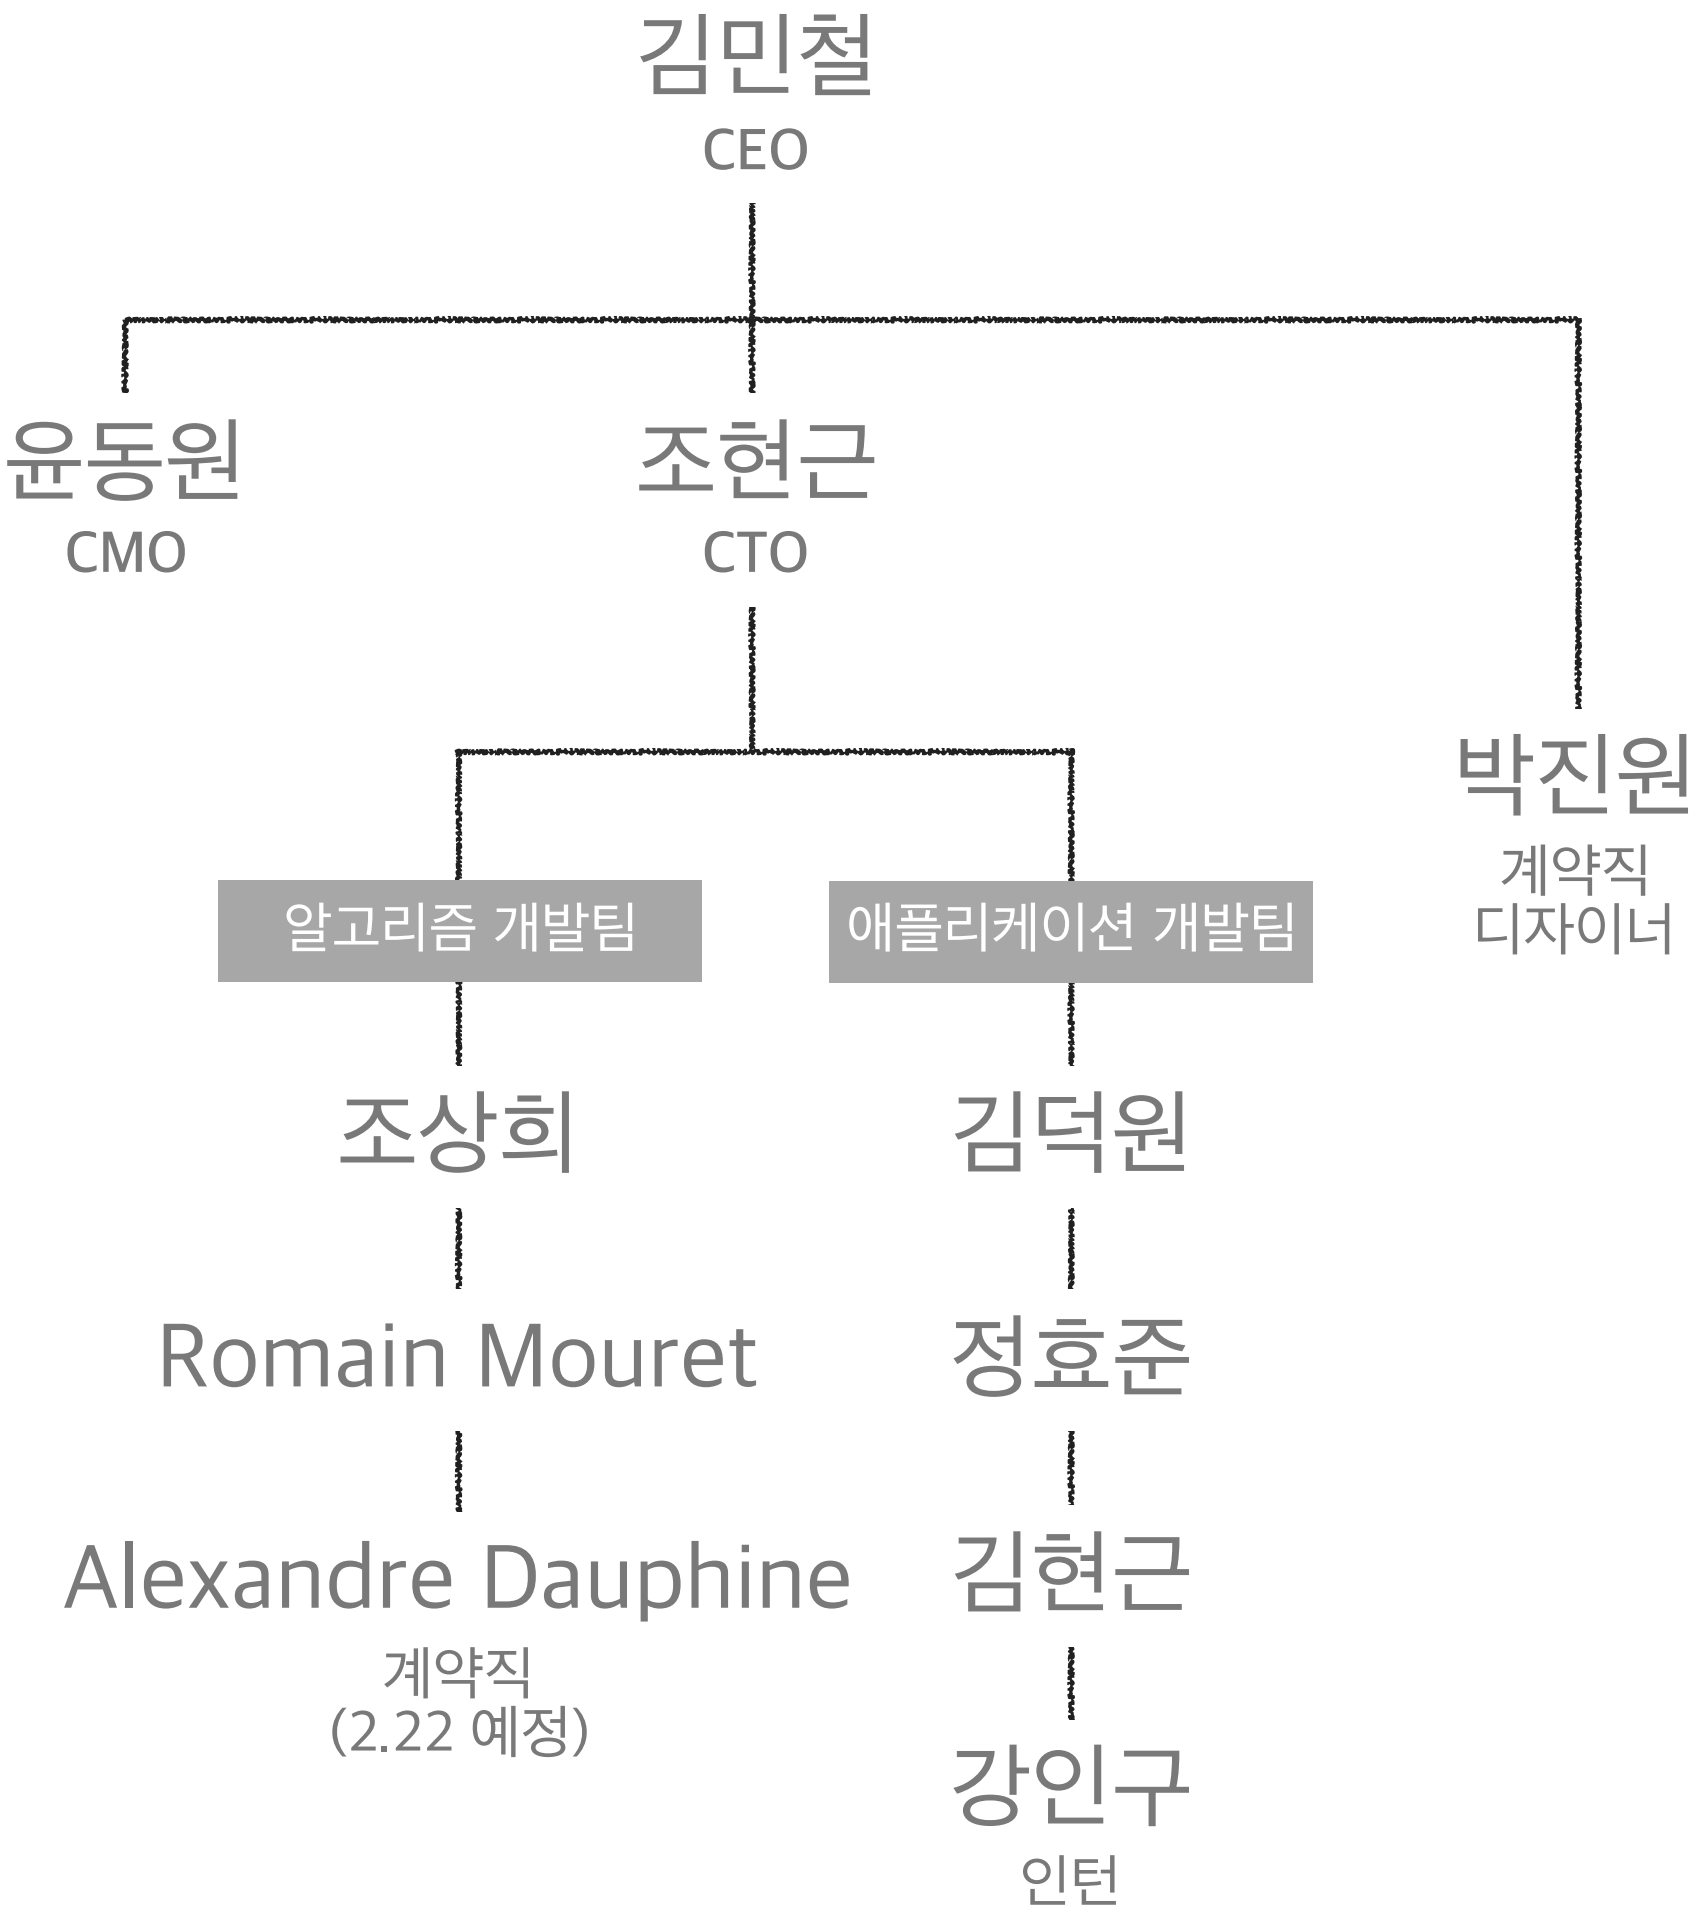 김민철
CEO
윤동원
CMO
조현근
CTO
박진원
계약직
디자이너
알고리즘 개발팀
애플리케이션 개발팀
조상희
김덕원
Romain Mouret
정효준
Alexandre Dauphine
계약직
(2.22 예정)
김현근
강인구
인턴